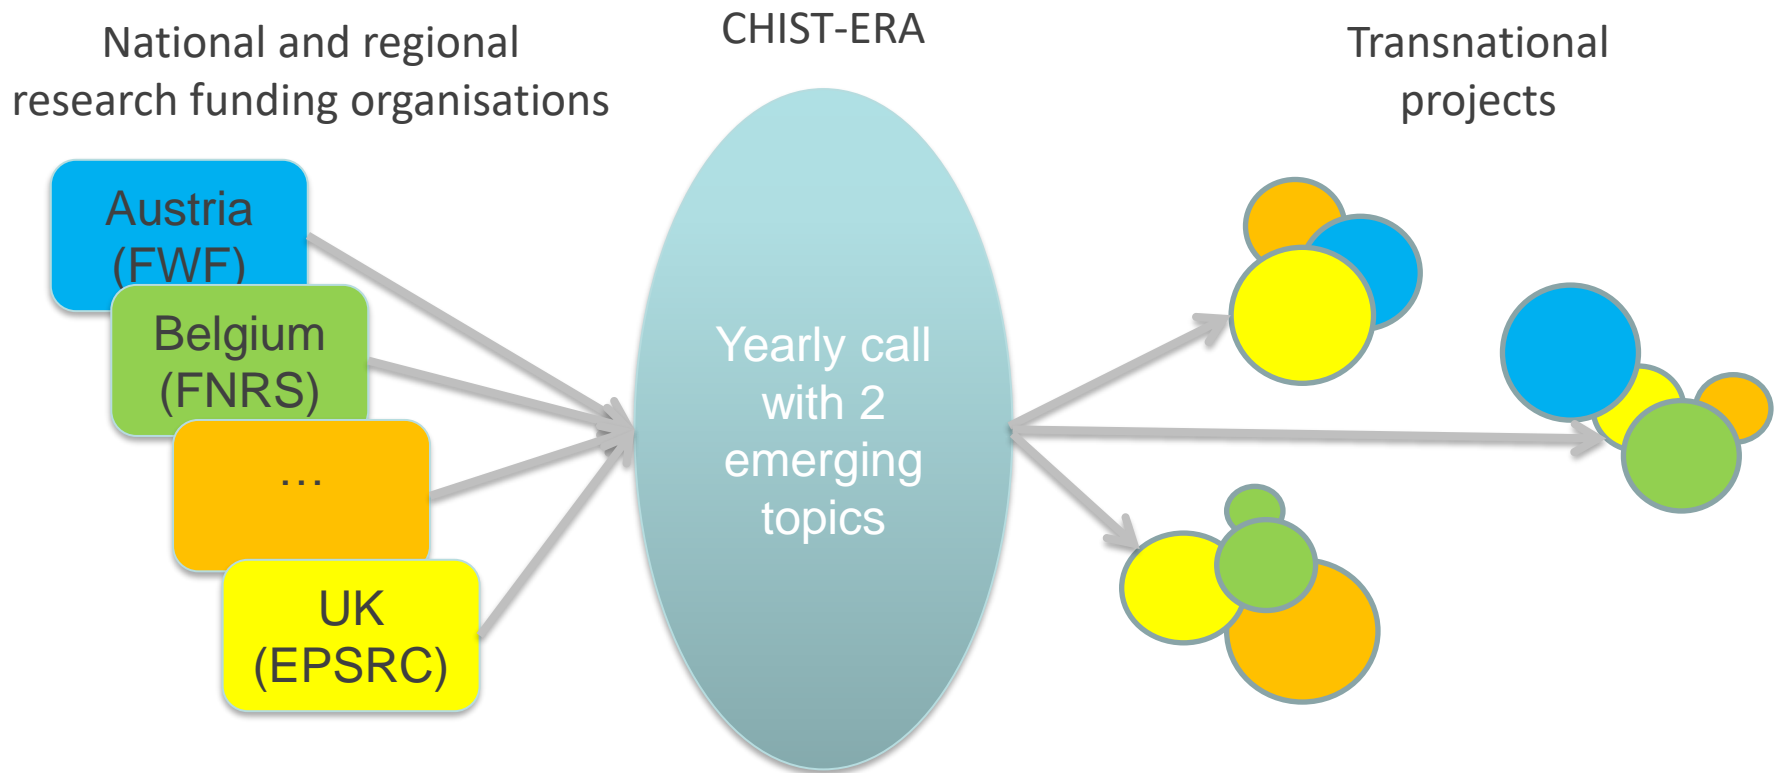 National and regional
research funding organisations
CHIST-ERA
Transnational
projects
Austria
(FWF)
Belgium
(FNRS)
…
UK
(EPSRC)
Yearly call
with 2
emerging
topics